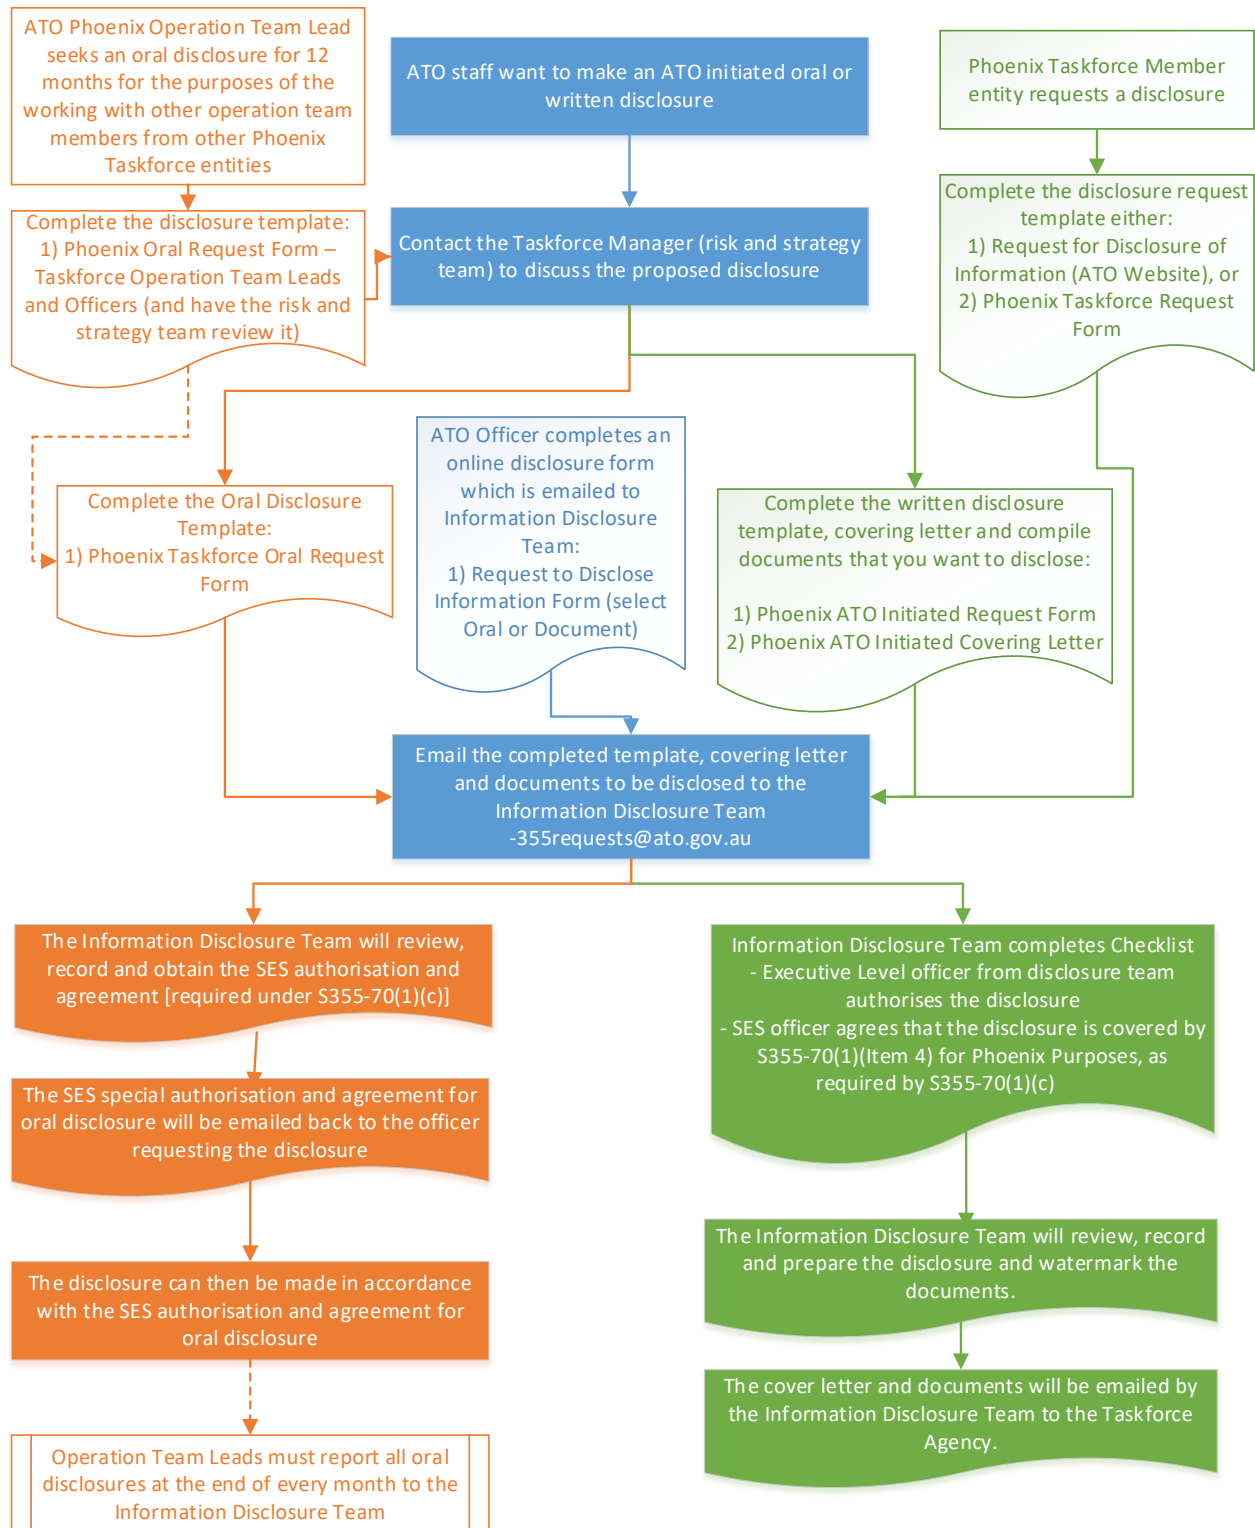 ATO Phoenix Operation Team Lead
seeks an oral disclosure for 12
months for the purposes of the
working with other operation team
members from other Phoenix
Taskforce entities
ATO staff want to make an ATO initiated oral or
written disclosure
Phoenix Taskforce Member
entity requests a disclosure
Complete the disclosure template:
1) Phoenix Oral Request Form –
Taskforce Operation Team Leads
and Officers (and have the risk and
strategy team review it)
Contact the Taskforce Manager (risk and strategy
team) to discuss the proposed disclosure
Complete the disclosure request
template either:
1) Request for Disclosure of
Information (ATO Website), or
2) Phoenix Taskforce Request
Form
Complete the Oral Disclosure
Template:
1) Phoenix Taskforce Oral Request
Form
ATO Officer completes an
online disclosure form
which is emailed to
Information Disclosure
Team:
1) Request to Disclose
Information Form (select
Oral or Document)
Complete the written disclosure
template, covering letter and compile
documents that you want to disclose:
1) Phoenix ATO Initiated Request Form
2) Phoenix ATO Initiated Covering Letter
Email the completed template, covering letter
and documents to be disclosed to the
Information Disclosure Team
-355requests@ato.gov.au
The Information Disclosure Team will review,
record and obtain the SES authorisation and
agreement [required under S355-70(1)(c)]
The SES special authorisation and agreement for
oral disclosure will be emailed back to the officer
requesting the disclosure
The disclosure can then be made in accordance
with the SES authorisation and agreement for
oral disclosure
Operation Team Leads must report all oral
disclosures at the end of every month to the
Information Disclosure Team
Information Disclosure Team completes Checklist
- Executive Level officer from disclosure team
authorises the disclosure
- SES officer agrees that the disclosure is covered by
S355-70(1)(Item 4) for Phoenix Purposes, as
required by S355-70(1)(c)
The Information Disclosure Team will review, record
and prepare the disclosure and watermark the
documents.
The cover letter and documents will be emailed by
the Information Disclosure Team to the Taskforce
Agency.